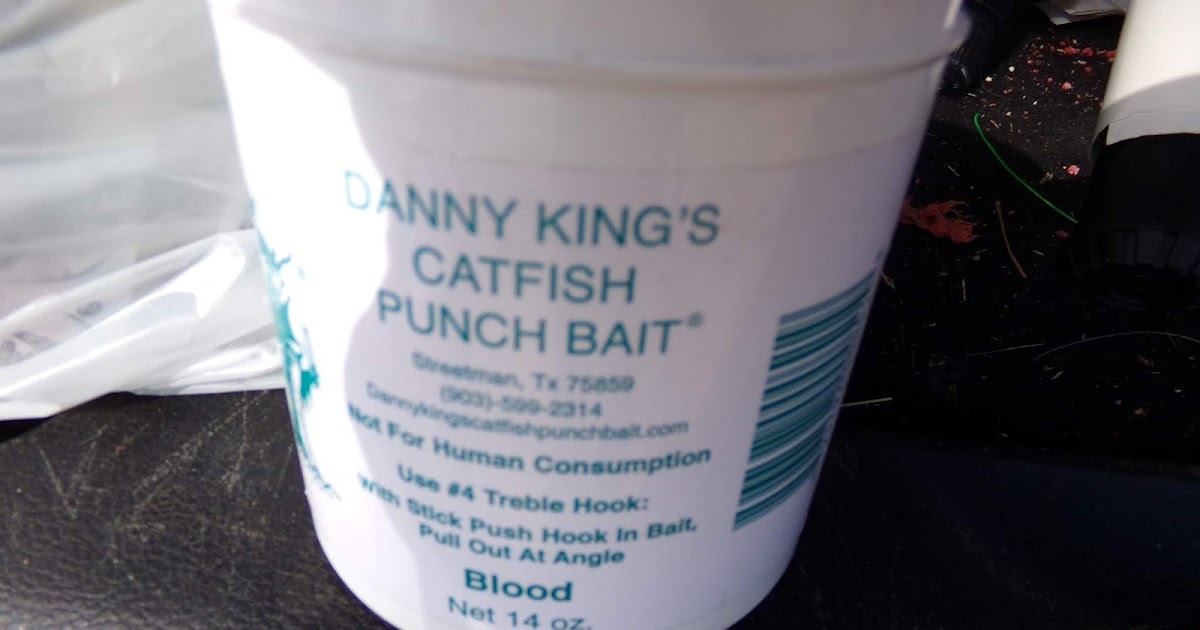 DANNY KING'S
CATFISH
PUNCH BAIT®
Streetman, Tx 75859
(903)-599-2314
Dannykingscatfishpunchbait.com
Not For Human Consumption
Use #4 Treble Hook:
With Stick Push Hook In Bait,
Pull Out At Angle
Blood
Net 14 oz.